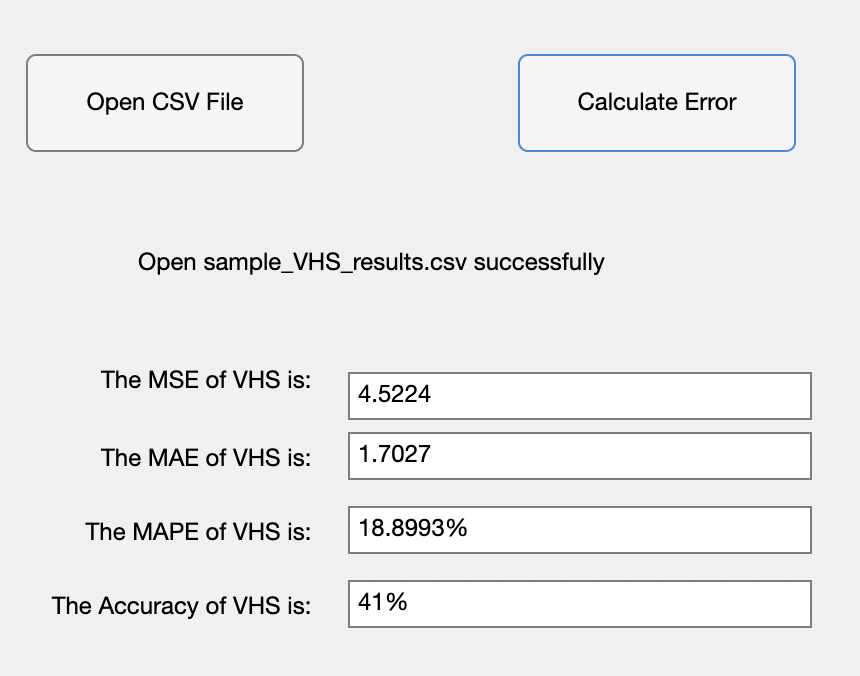 Open CSV File
Calculate Error
Open sample_VHS_results.csv successfully
The MSE of VHS is:
4.5224
The MAE of VHS is:
1.7027
The MAPE of VHS is:
18.8993%
The Accuracy of VHS is:
41%